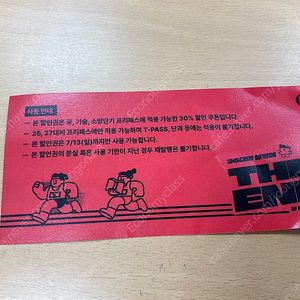 사용 안내
- 본 할인권은 공, 기술, 소방단기 프리패스에 적용 가능한 30% 할인 쿠폰입니다.
- 26, 27대비 프리패스에만 적용 가능하며 T-PASS, 단과 등에는 적용이 불가합니다.
- 본 할인권은 7/13(일)까지만 사용 가능합니다.
- 본 할인권의 분실 혹은 사용 기한이 지난 경우 재발행은 불가합니다.
THE
EN